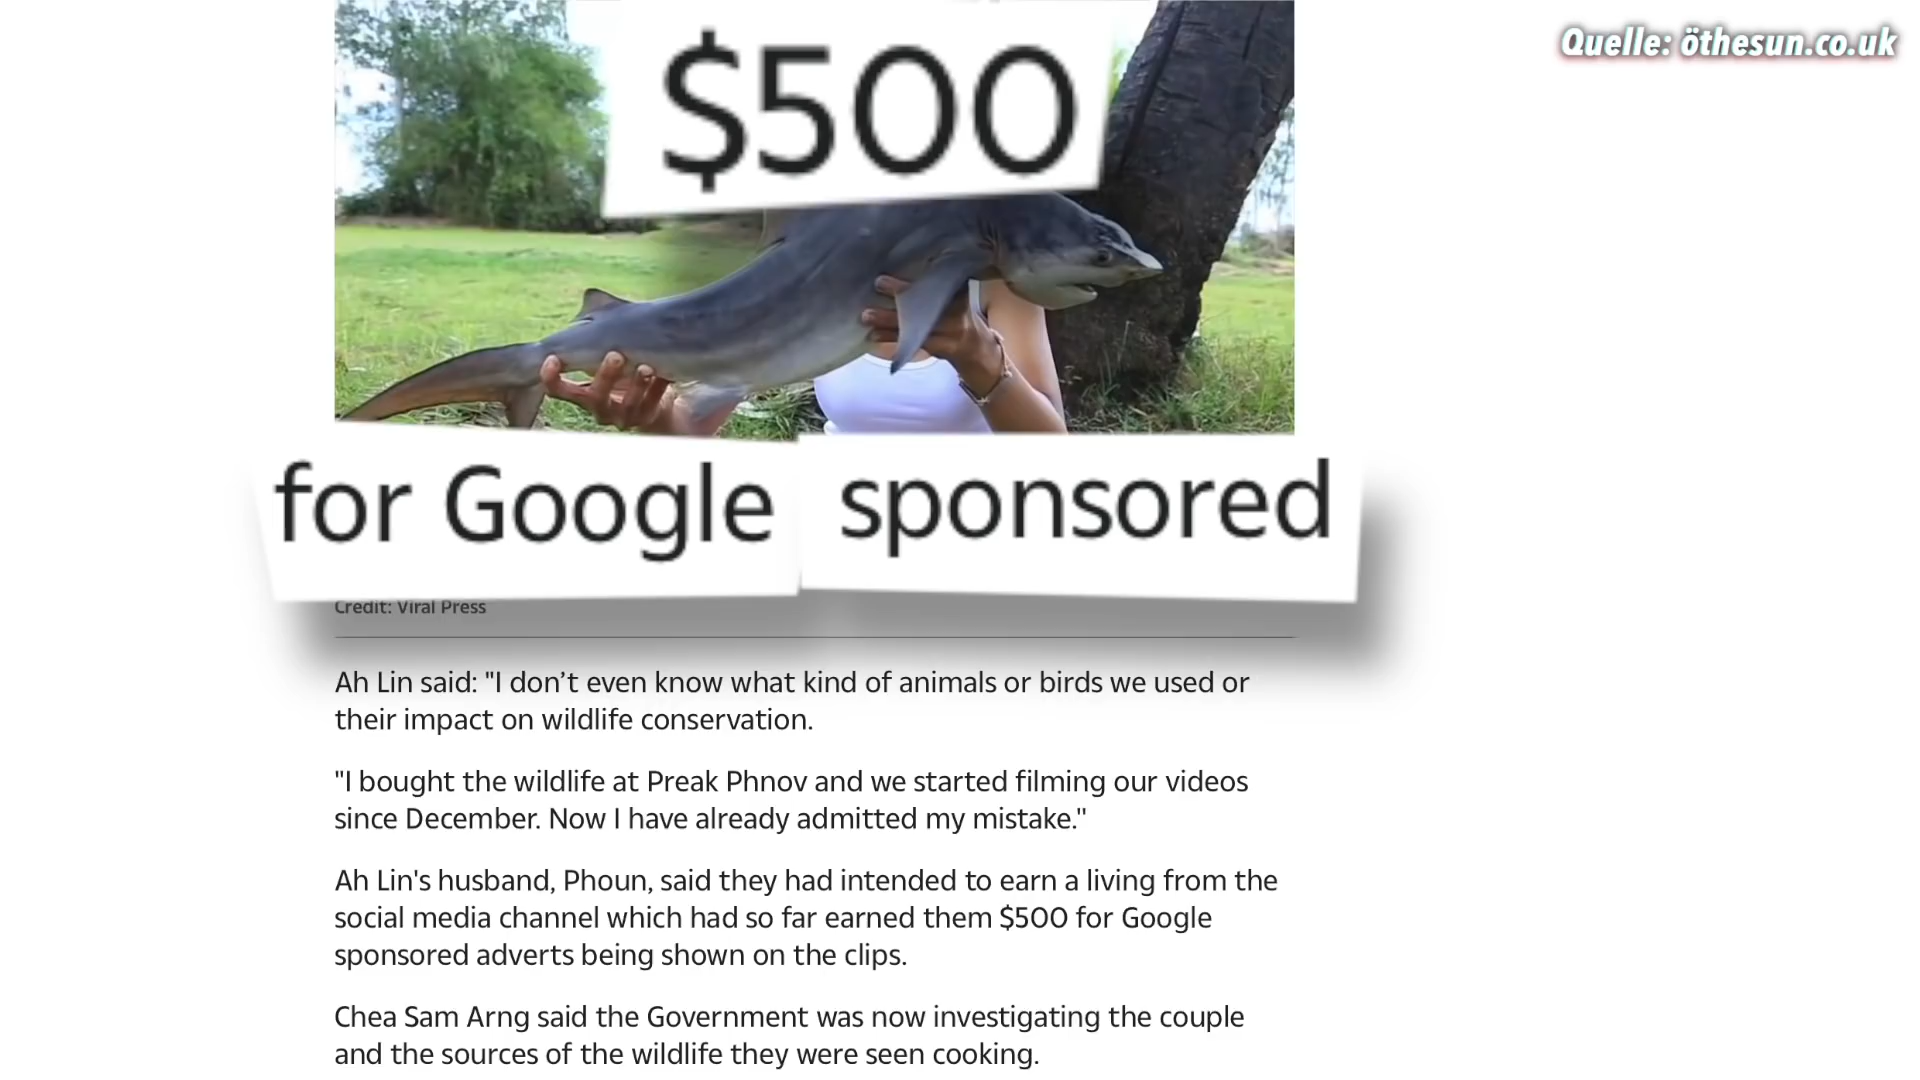 Quelle: öthesun.co.uk
$500
for Google sponsored
Credit: Viral Press
Ah Lin said: "I don’t even know what kind of animals or birds we used or
their impact on wildlife conservation.
"I bought the wildlife at Preak Phnov and we started filming our videos
since December. Now I have already admitted my mistake."
Ah Lin's husband, Phoun, said they had intended to earn a living from the
social media channel which had so far earned them $500 for Google
sponsored adverts being shown on the clips.
Chea Sam Arng said the Government was now investigating the couple
and the sources of the wildlife they were seen cooking.